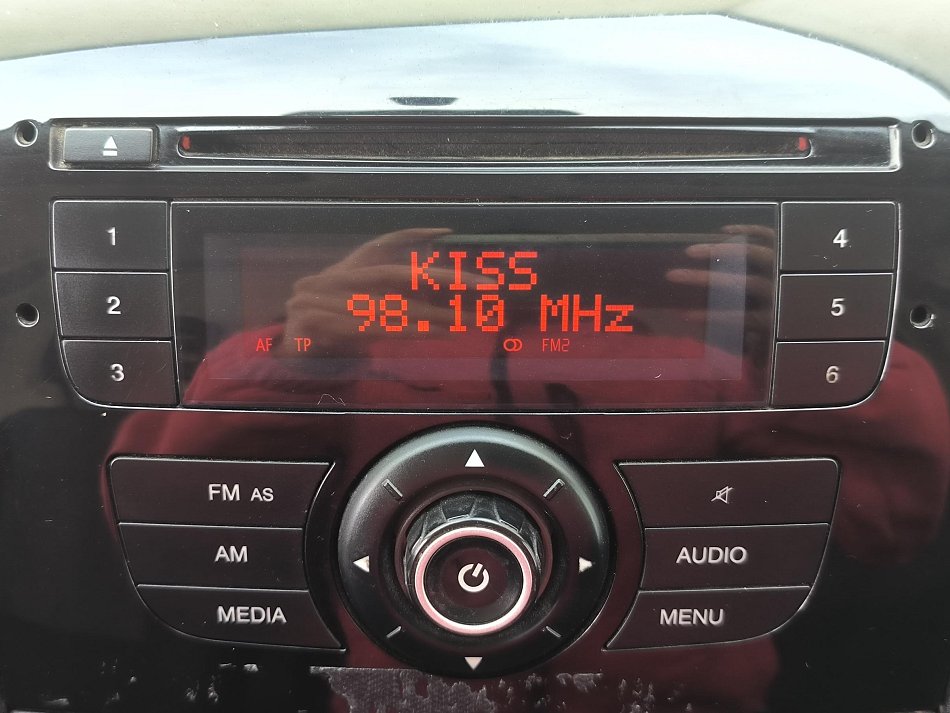 1
KISS
4
2
98.10 MHz
5
AF TP FM2
3
6
FM AS
AM
AUDIO
MEDIA
MENU